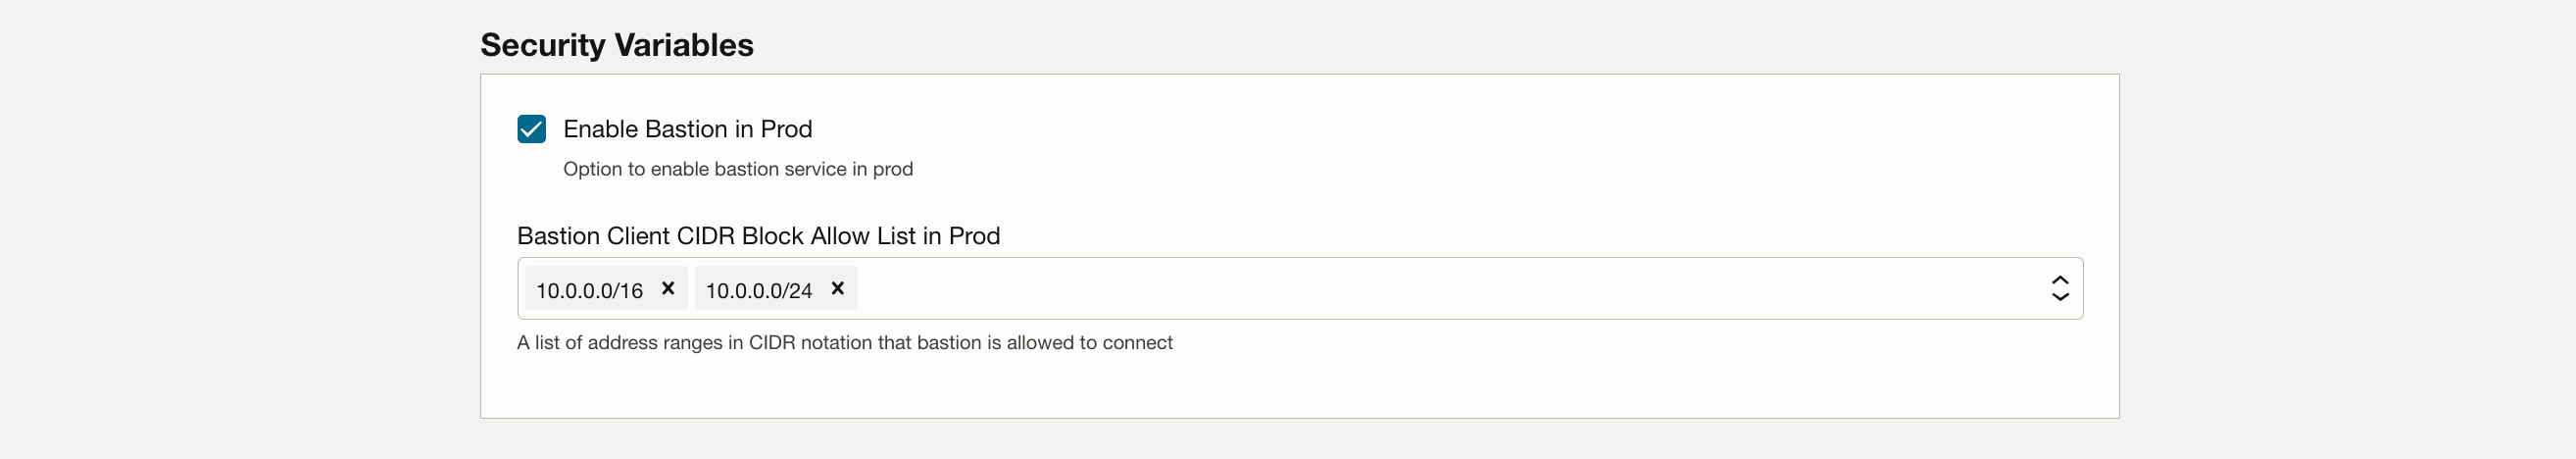 Security Variables
Enable Bastion in Prod
Option to enable bastion service in prod
Bastion Client CIDR Block Allow List in Prod
10.0.0.0/16 × 10.0.0.0/24 ×
A list of address ranges in CIDR notation that bastion is allowed to connect